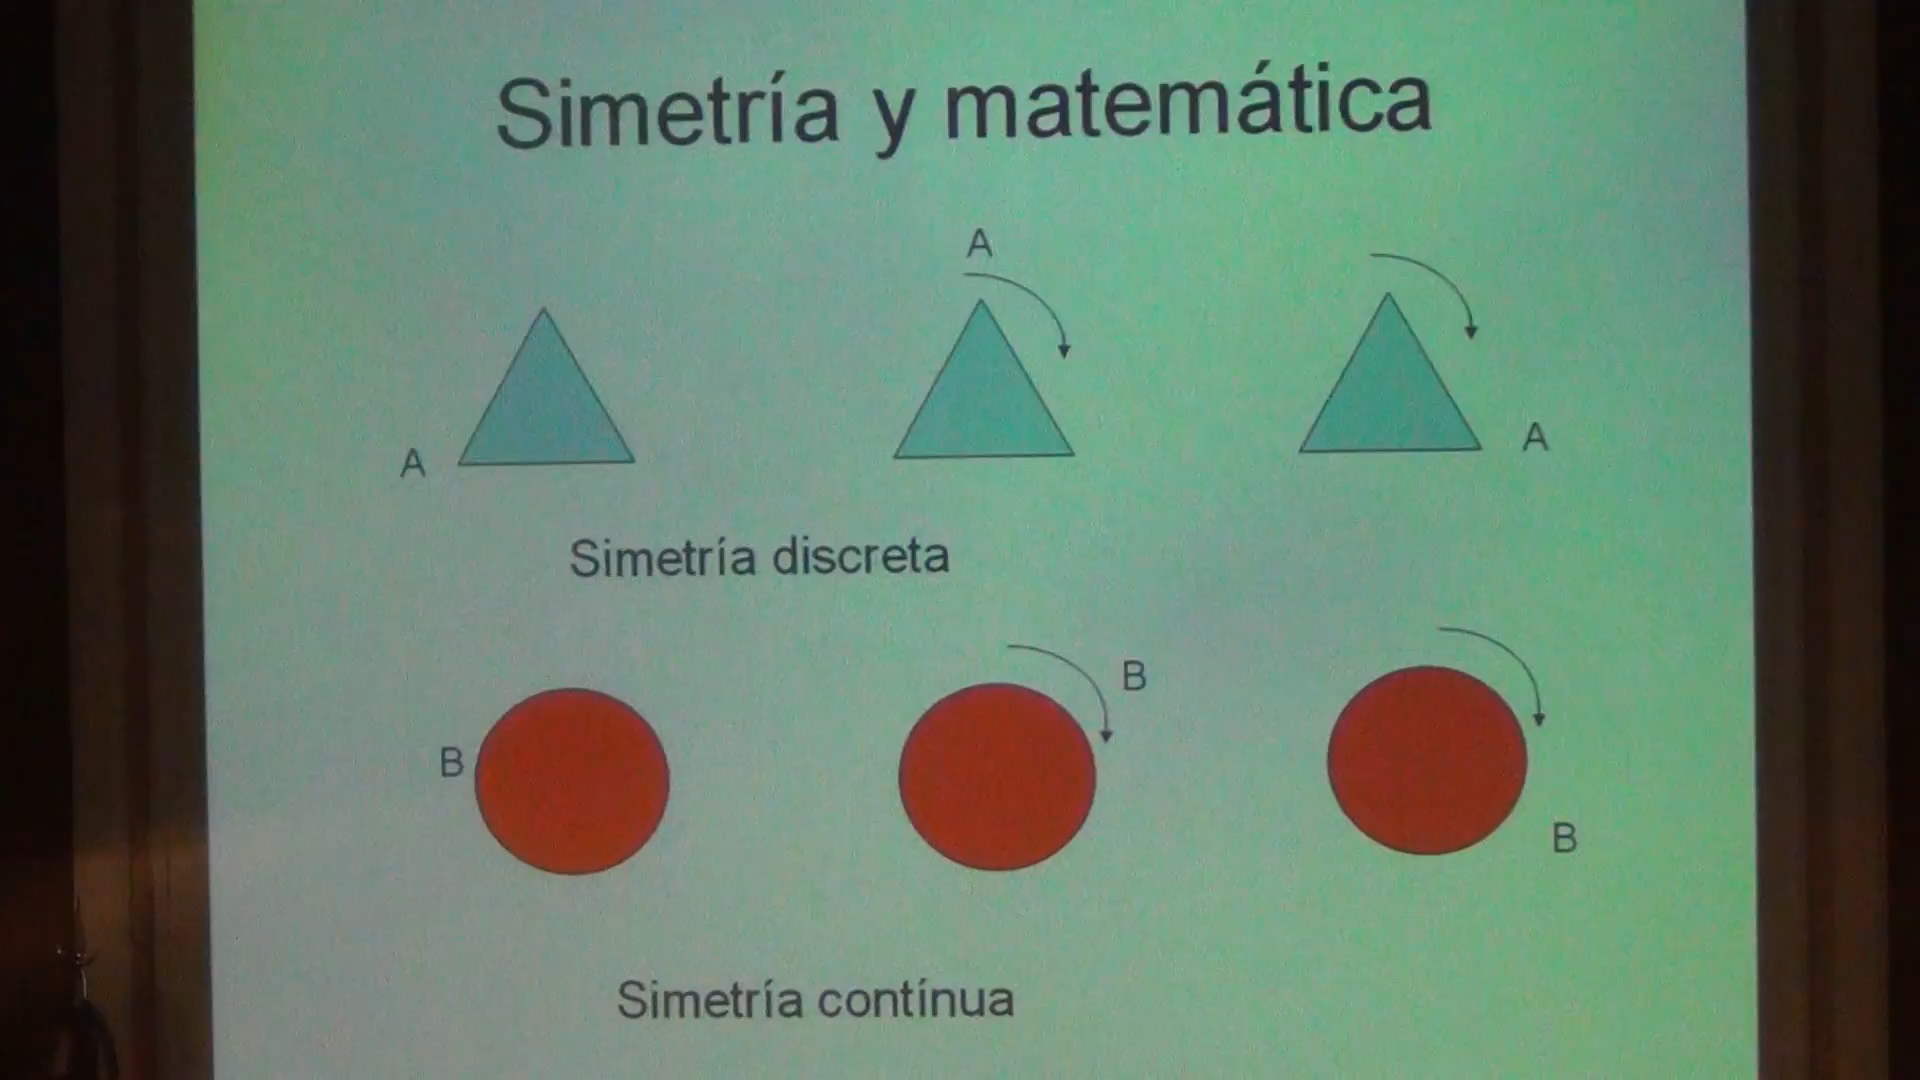 Simetría y matemática
A
A
A
Simetría discreta
B
B
B
Simetría contínua